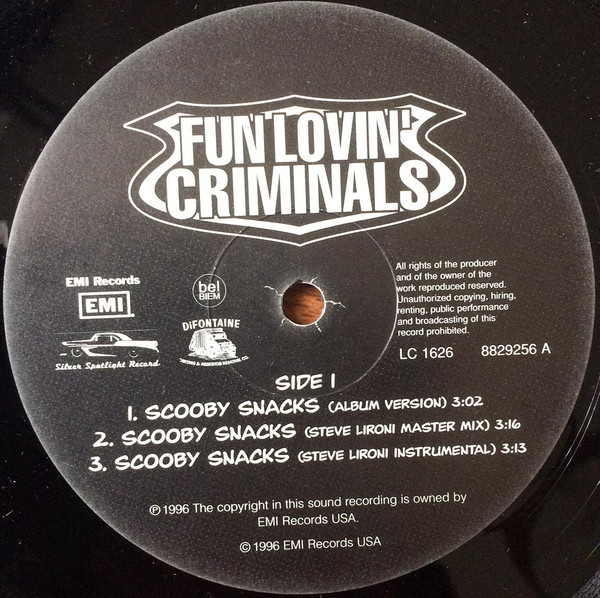 FUN LOVIN'
CRIMINALS
EMI Records
EMI
bel
BIEM
DiFONTAINE
Silver Spotlight Record
All rights of the producer
and of the owner of the
work reproduced reserved.
Unauthorized copying, hiring,
renting, public performance
and broadcasting of this
record prohibited.
LC 1626 8829256 A
SIDE 1
1. SCOOBY SNACKS (ALBUM VERSION) 3:02
2. SCOOBY SNACKS (STEVE LIRONI MASTER MIX) 3:16
3. SCOOBY SNACKS (STEVE LIRONI INSTRUMENTAL) 3:13
℗ 1996 The copyright in this sound recording is owned by
EMI Records USA.
© 1996 EMI Records USA